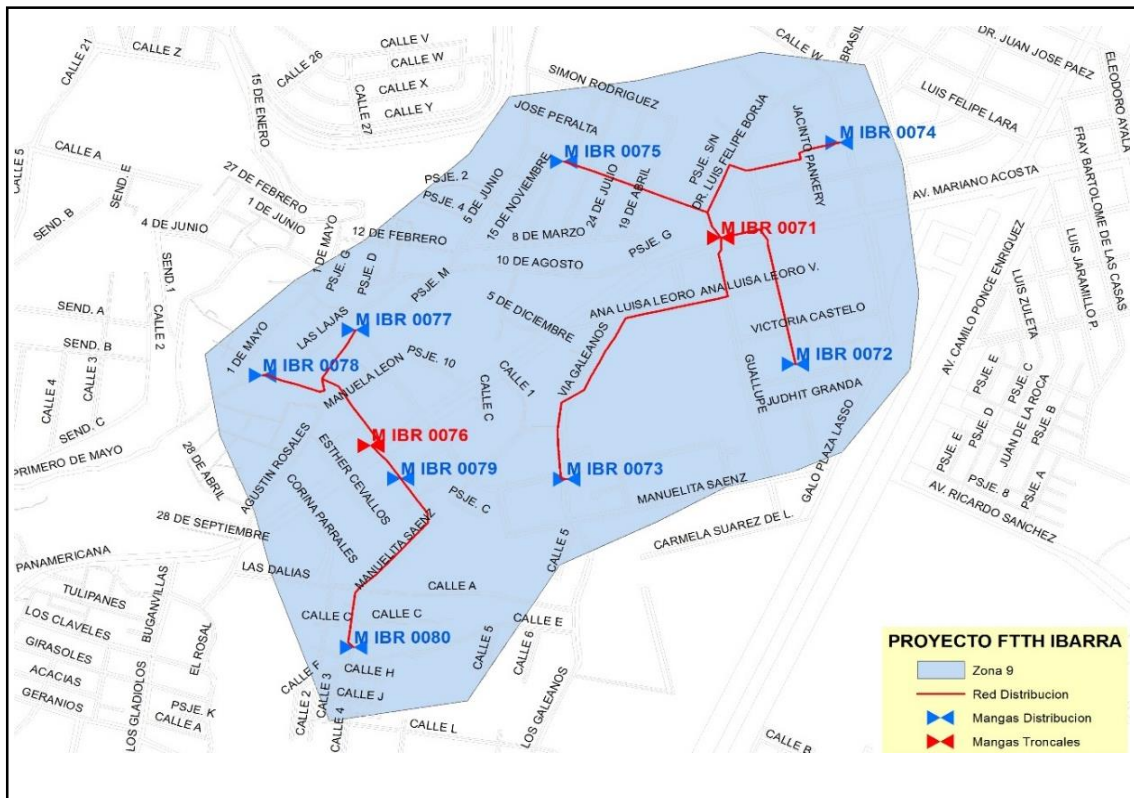 CALLE 21
CALLE Z
CALLE 26
CALLE V
CALLE W
CALLE X
CALLE Y
CALLE 27
15 DE ENERO
CALLE W
BRASIL
DR. JUAN JOSE PAEZ
ELEODORO AYALA
SIMON RODRIGUEZ
JOSE PERALTA
LUIS FELIPE LARA
FRAY BARTOLOME DE LAS CASAS
CALLE 5
CALLE A
SEND. E
SEND. B
27 DE FEBRERO
1 DE JUNIO
4 DE JUNIO
SEND.1
PSJE. 2
PSJE. 4
5 DE JUNIO
15 DE NOVIEMBRE
M IBR 0075
24 DE JULIO
19 DE ABRIL
PSJE. S/N
DR. LUIS FELIPE BORJA
JACINTO PANKERY
M IBR 0074
AV. MARIANO ACOSTA
12 DE FEBRERO
8 DE MARZO
PSJE. G
M IBR 0071
1 DE MAYO
PSJE. G
PSJE. D
PSJE. M
10 DE AGOSTO
LUIS JARAMILLO P.
LUIS ZULETA
AV. CAMILO PONCE ENRIQUEZ
SEND. A
SEND. B
CALLE 2
CALLE 3
CALLE 4
SEND. C
LAS LAJAS
M IBR 0077
5 DE DICIEMBRE
ANA LUISA LEORO
ANA LUISA LEORO V.
VICTORIA CASTELO
1 DE MAYO
M IBR 0078
MANUELA LEON
PSJE. 10
CALLE 1
CALLE C
VIA GALEANOS
M IBR 0072
GUALLUPE
JUDHIT GRANDA
PSJE. E
PSJE. C
PSJE. D
JUAN DE LA ROCA
PSJE. B
PSJE. E
PSJE. 8
PSJE. A
AV. RICARDO SANCHEZ
PRIMERO DE MAYO
28 DE ABRIL
AGUSTIN ROSALES
ESTHER CEVALLOS
CORINA PARRALES
M IBR 0076
M IBR 0079
PSJE. C
M IBR 0073
MANUELITA SAENZ
GALO PLAZA LASSO
28 DE SEPTIEMBRE
MANUELITA SAENZ
CALLE 5
CARMELA SUAREZ DE L.
PANAMERICANA
LAS DALIAS
CALLE A
TULIPANES
LOS CLAVELES
GIRASOLES
ACACIAS
GERANIOS
BUGANVILLAS
LOS GLADIOLOS
EL ROSAL
PSJE. K
CALLE A
CALLE C
CALLE C
CALLE E
CALLE 5
CALLE 6
M IBR 0080
CALLE F
CALLE H
CALLE J
CALLE 2
CALLE 3
CALLE 4
CALLE L
LOS GALEANOS
CALLE B
PROYECTO FTTH IBARRA
Zona 9
Red Distribucion
Mangas Distribucion
Mangas Troncales